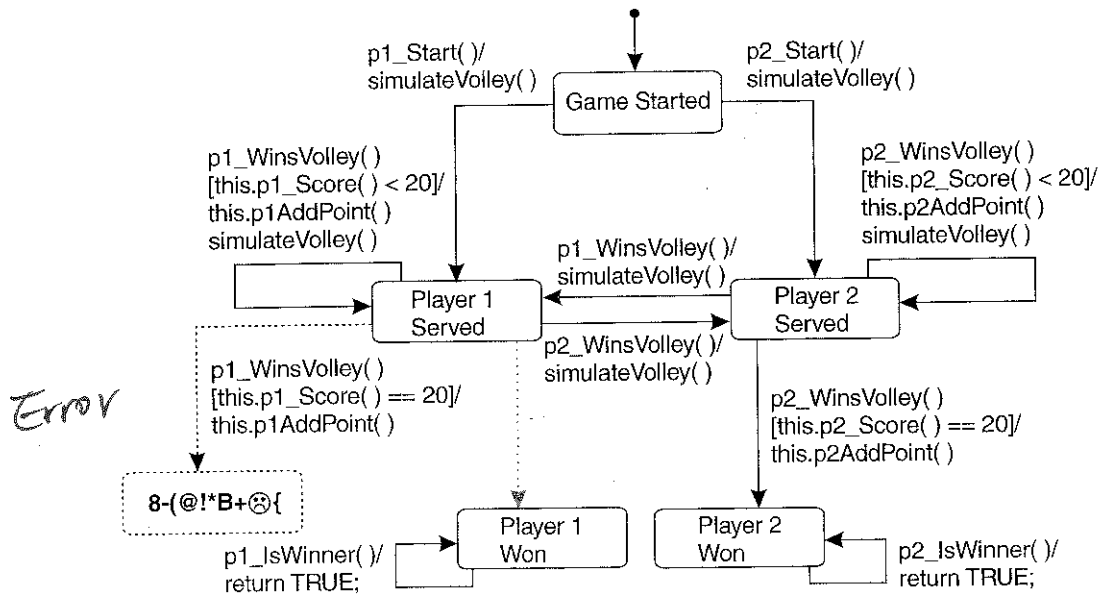 p1_Start( )/
simulateVolley( )
p2_Start( )/
simulateVolley( )
Game Started
p1_WinsVolley( )
[this.p1_Score( ) < 20]/
this.p1AddPoint( )
simulateVolley( )
p2_WinsVolley( )
[this.p2_Score( ) < 20]/
this.p2AddPoint( )
simulateVolley( )
p1_WinsVolley( )/
simulateVolley( )
Player 1
Served
Player 2
Served
p2_WinsVolley( )/
simulateVolley( )
Error
p1_WinsVolley( )
[this.p1_Score( ) == 20]/
this.p1AddPoint( )
p2_WinsVolley( )
[this.p2_Score( ) == 20]/
this.p2AddPoint( )
8-(@!*B+☹{
Player 1
Won
Player 2
Won
p1_IsWinner( )/
return TRUE;
p2_IsWinner( )/
return TRUE;